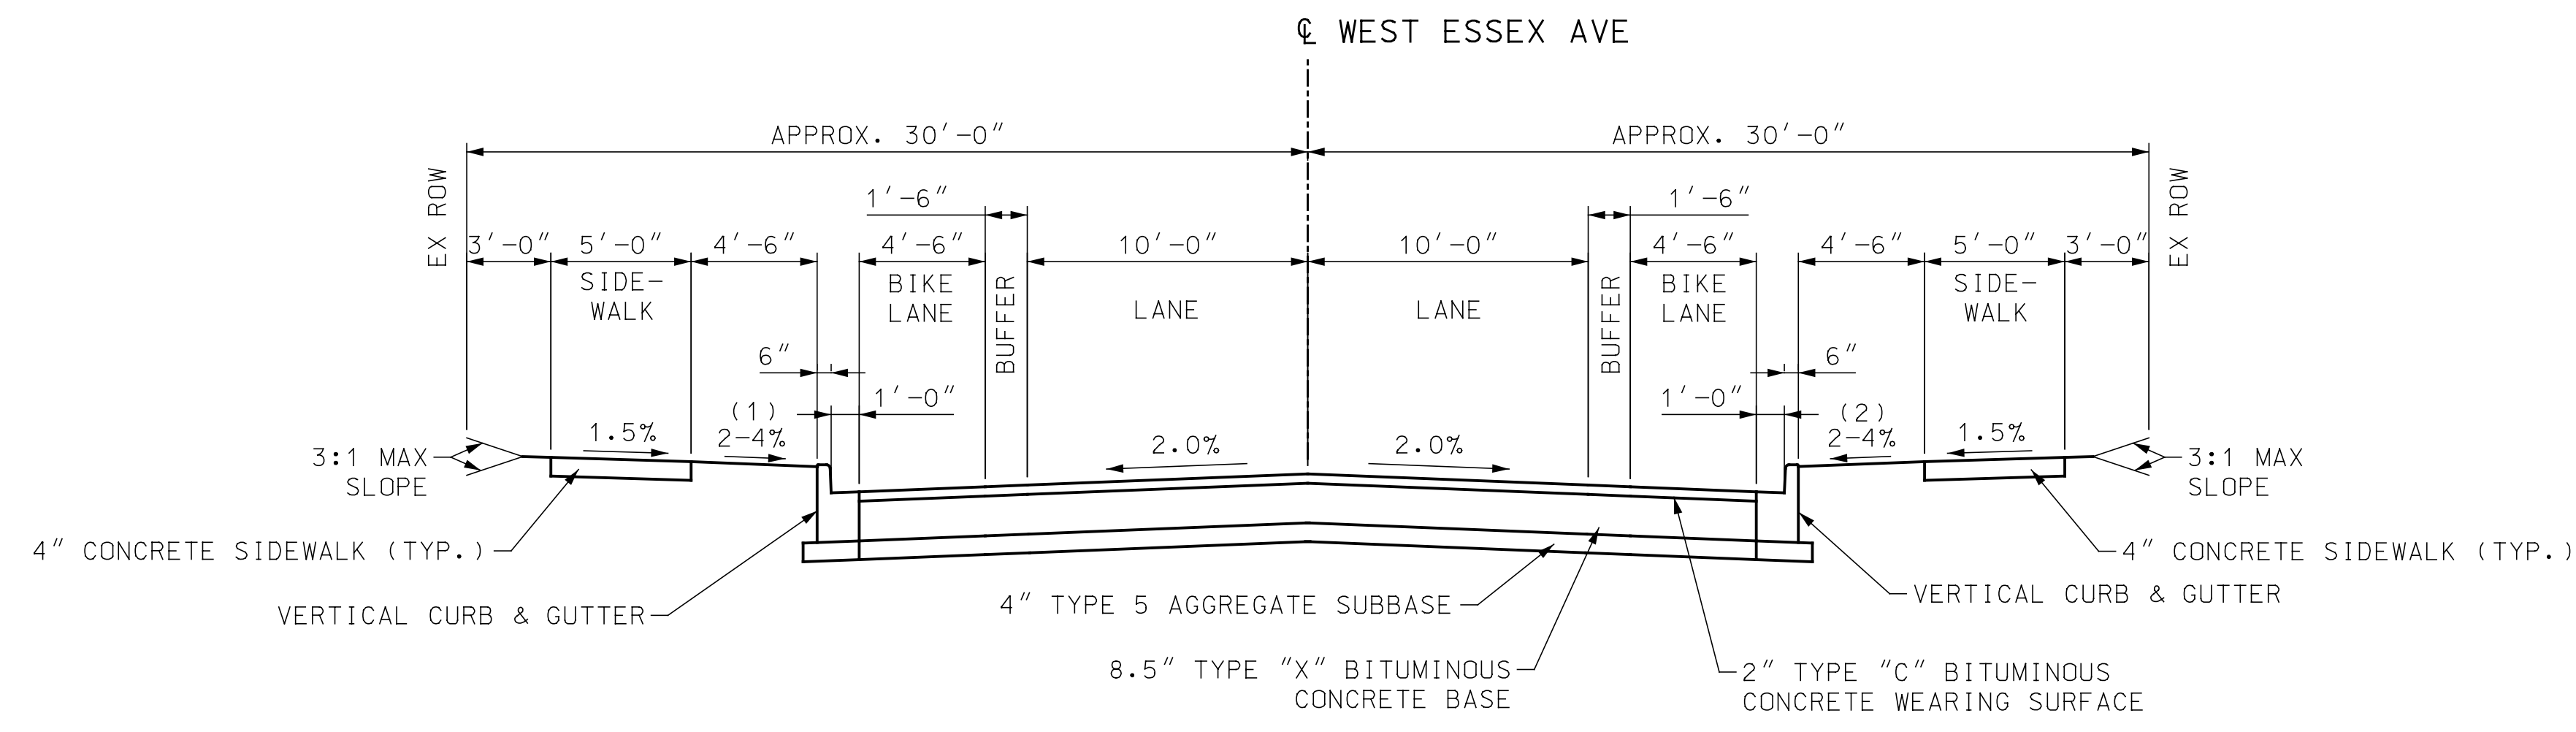 ℄ WEST ESSEX AVE
APPROX. 30'-0" APPROX. 30'-0"
EX ROW
EX ROW
1'-6" 1'-6"
3'-0" 5'-0" 4'-6" 4'-6" 10'-0" 10'-0" 4'-6" 4'-6" 5'-0" 3'-0"
SIDE-
WALK
BIKE
LANE
BUFFER
LANE
LANE
BUFFER
BIKE
LANE
SIDE-
WALK
6" 6"
1'-0" 1'-0"
(1)
2-4%
(2)
2-4%
1.5% 2.0% 2.0% 1.5%
3:1 MAX
SLOPE
3:1 MAX
SLOPE
4" CONCRETE SIDEWALK (TYP.)
4" CONCRETE SIDEWALK (TYP.)
VERTICAL CURB & GUTTER
4" TYPE 5 AGGREGATE SUBBASE
VERTICAL CURB & GUTTER
8.5" TYPE "X" BITUMINOUS
CONCRETE BASE
2" TYPE "C" BITUMINOUS
CONCRETE WEARING SURFACE